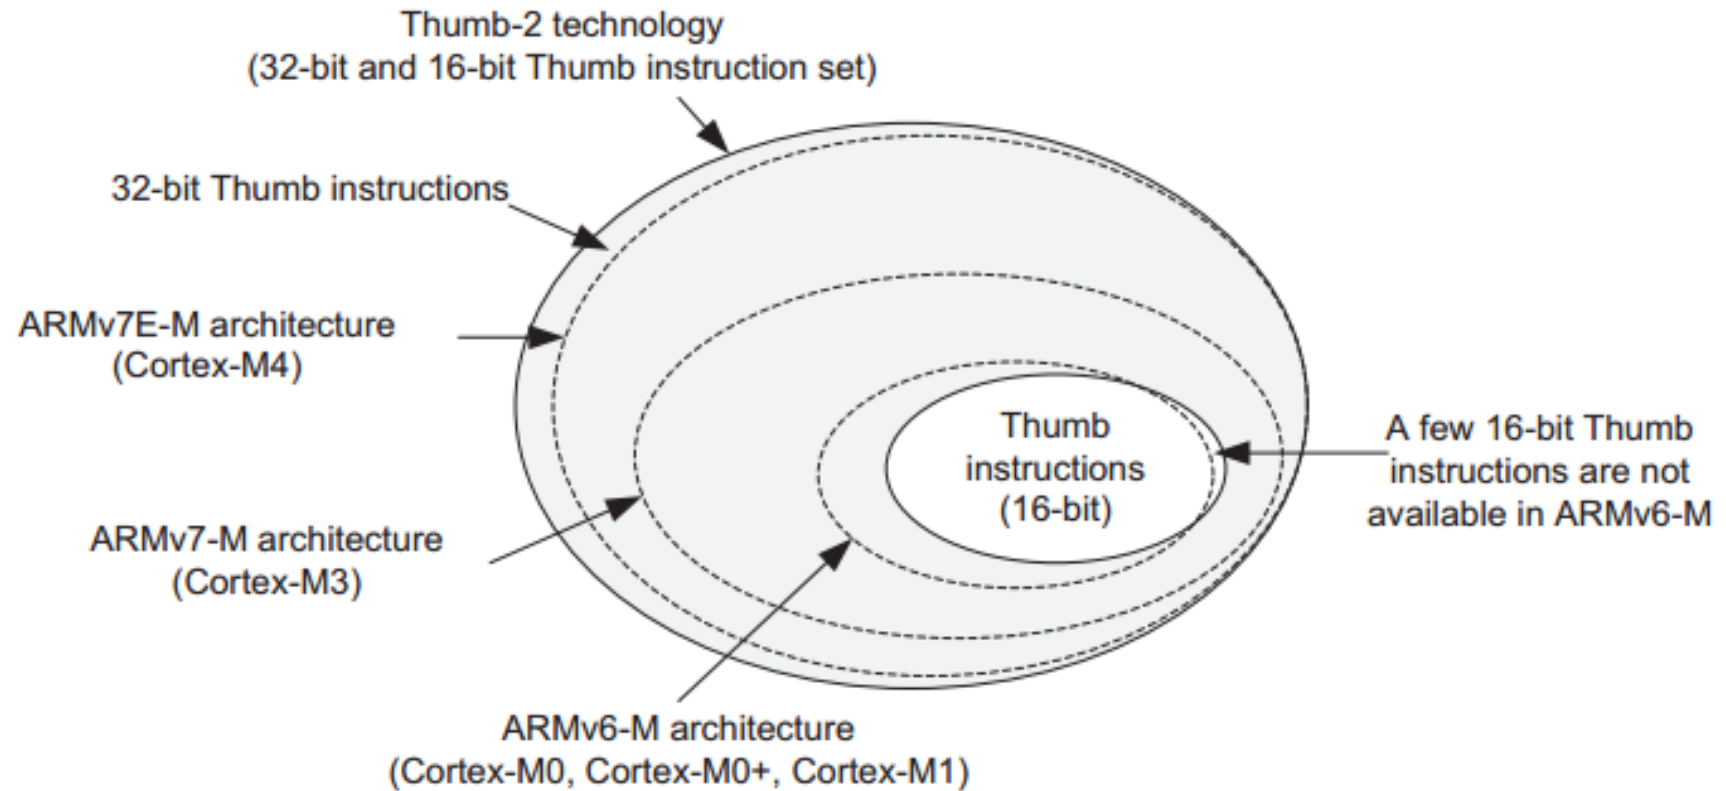 Thumb-2 technology
(32-bit and 16-bit Thumb instruction set)
32-bit Thumb instructions
ARMv7E-M architecture
(Cortex-M4)
Thumb
instructions
(16-bit)
A few 16-bit Thumb
instructions are not
available in ARMv6-M
ARMv7-M architecture
(Cortex-M3)
ARMv6-M architecture
(Cortex-M0, Cortex-M0+, Cortex-M1)